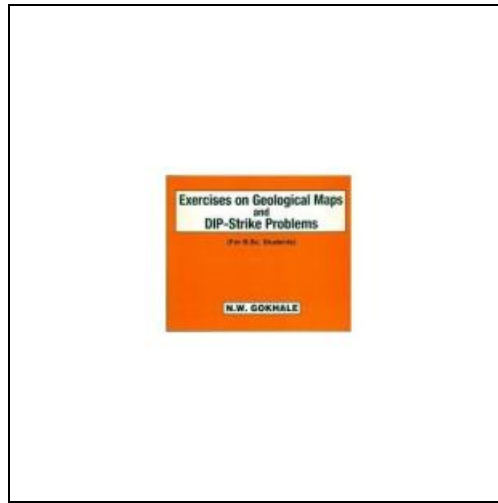 Exercises on Geological Maps
and
DIP-Strike Problems
(For B.Sc. Students)
N.W. GOKHALE